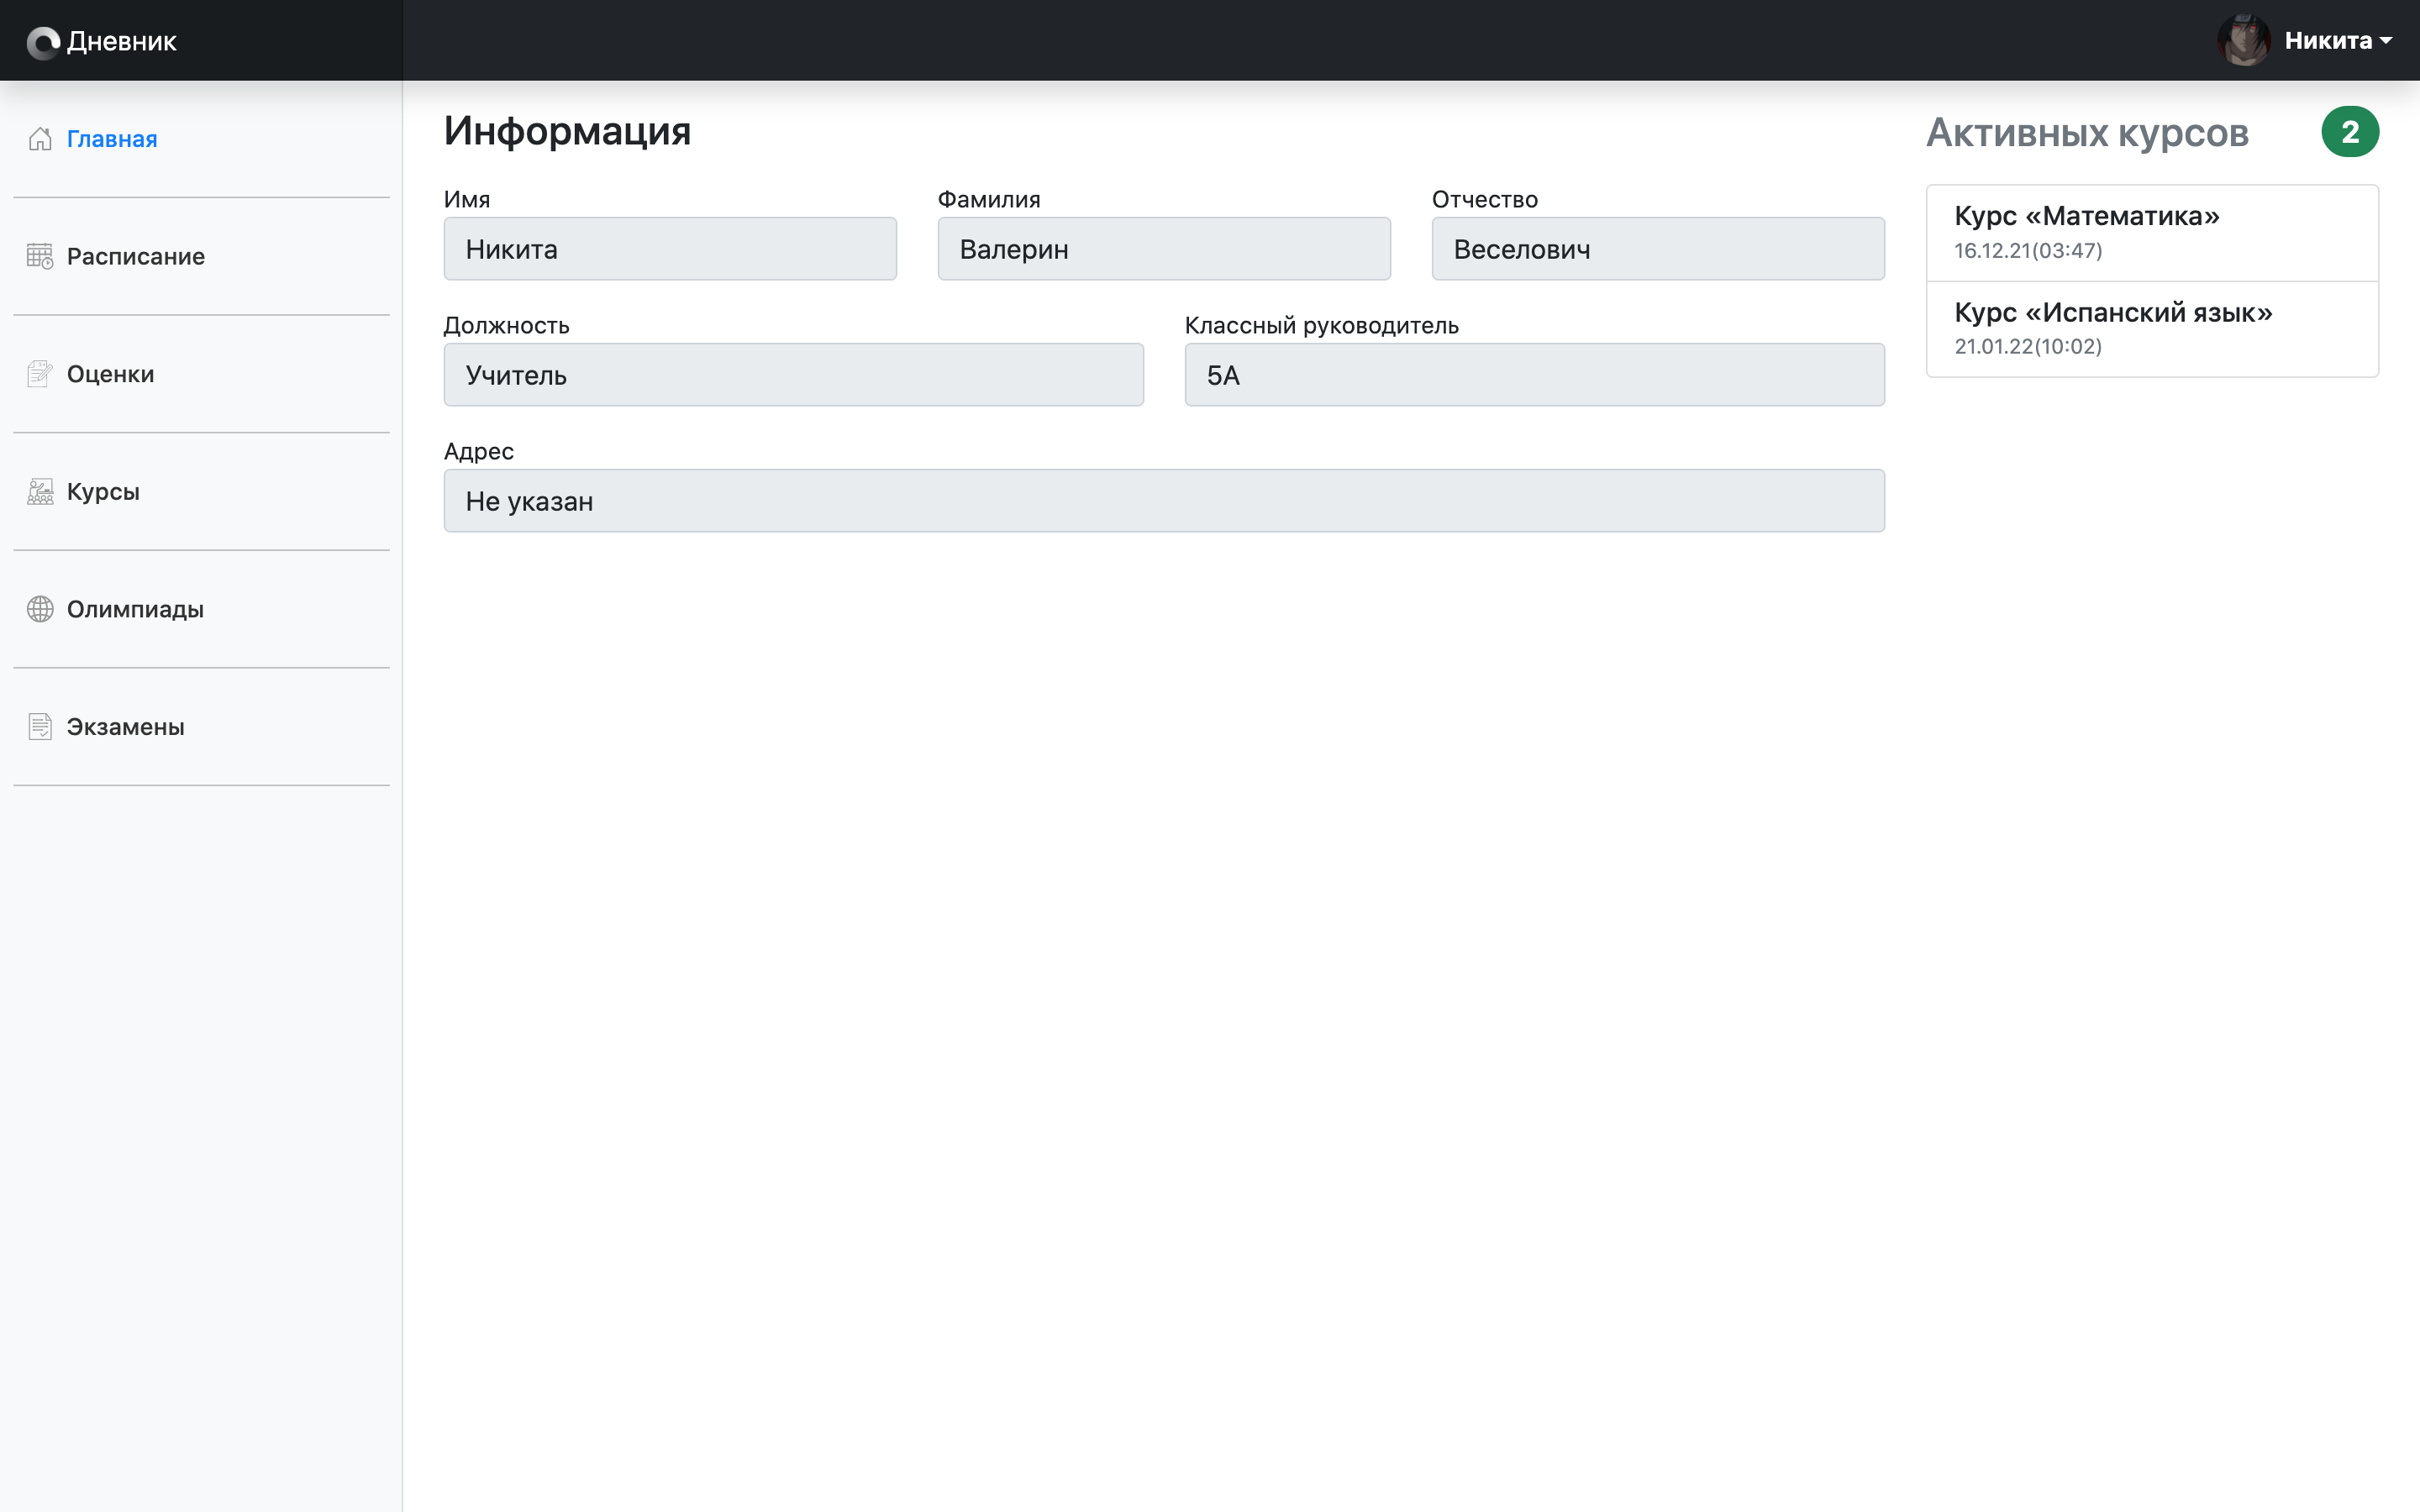 Дневник
Никита
Главная
Расписание
Оценки
Курсы
Олимпиады
Экзамены
Информация
Имя Фамилия Отчество
Никита Валерин Веселович
Должность Классный руководитель
Учитель 5А
Адрес
Не указан
Активных курсов 2
Курс «Математика»
16.12.21(03:47)
Курс «Испанский язык»
21.01.22(10:02)